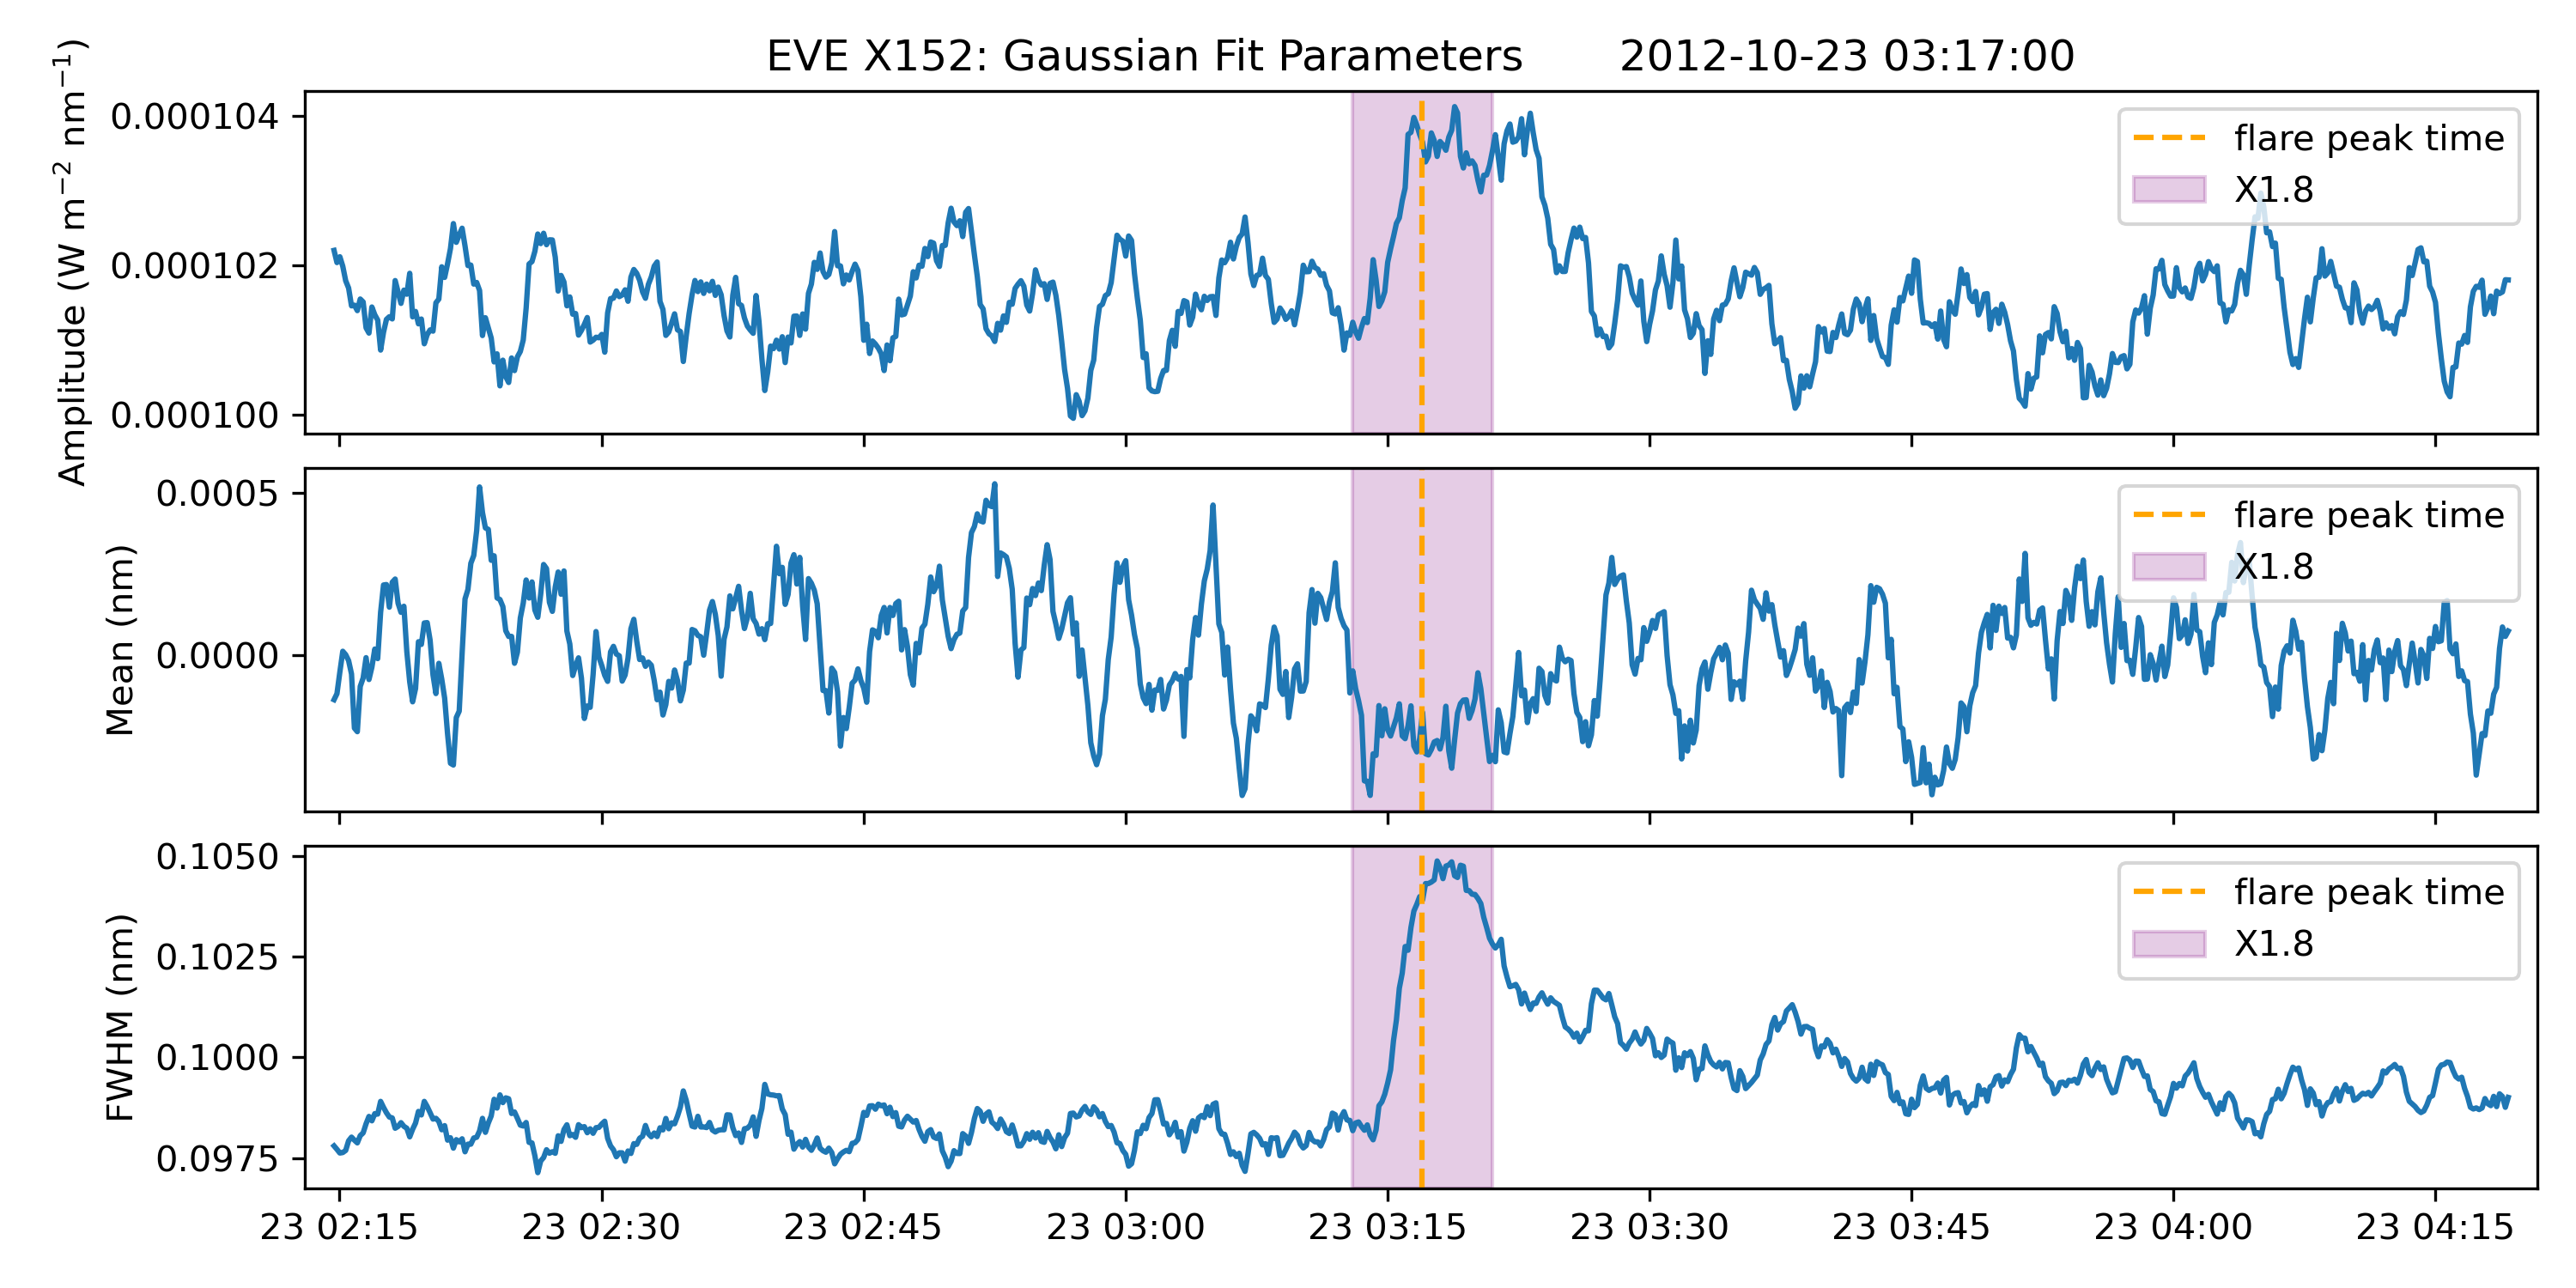 EVE X152: Gaussian Fit Parameters 2012-10-23 03:17:00
Amplitude (W m⁻² nm⁻¹)
0.000104
0.000102
0.000100
flare peak time
X1.8
Mean (nm)
0.0005
0.0000
flare peak time
X1.8
FWHM (nm)
0.1050
0.1025
0.1000
0.0975
flare peak time
X1.8
23 02:15 23 02:30 23 02:45 23 03:00 23 03:15 23 03:30 23 03:45 23 04:00 23 04:15